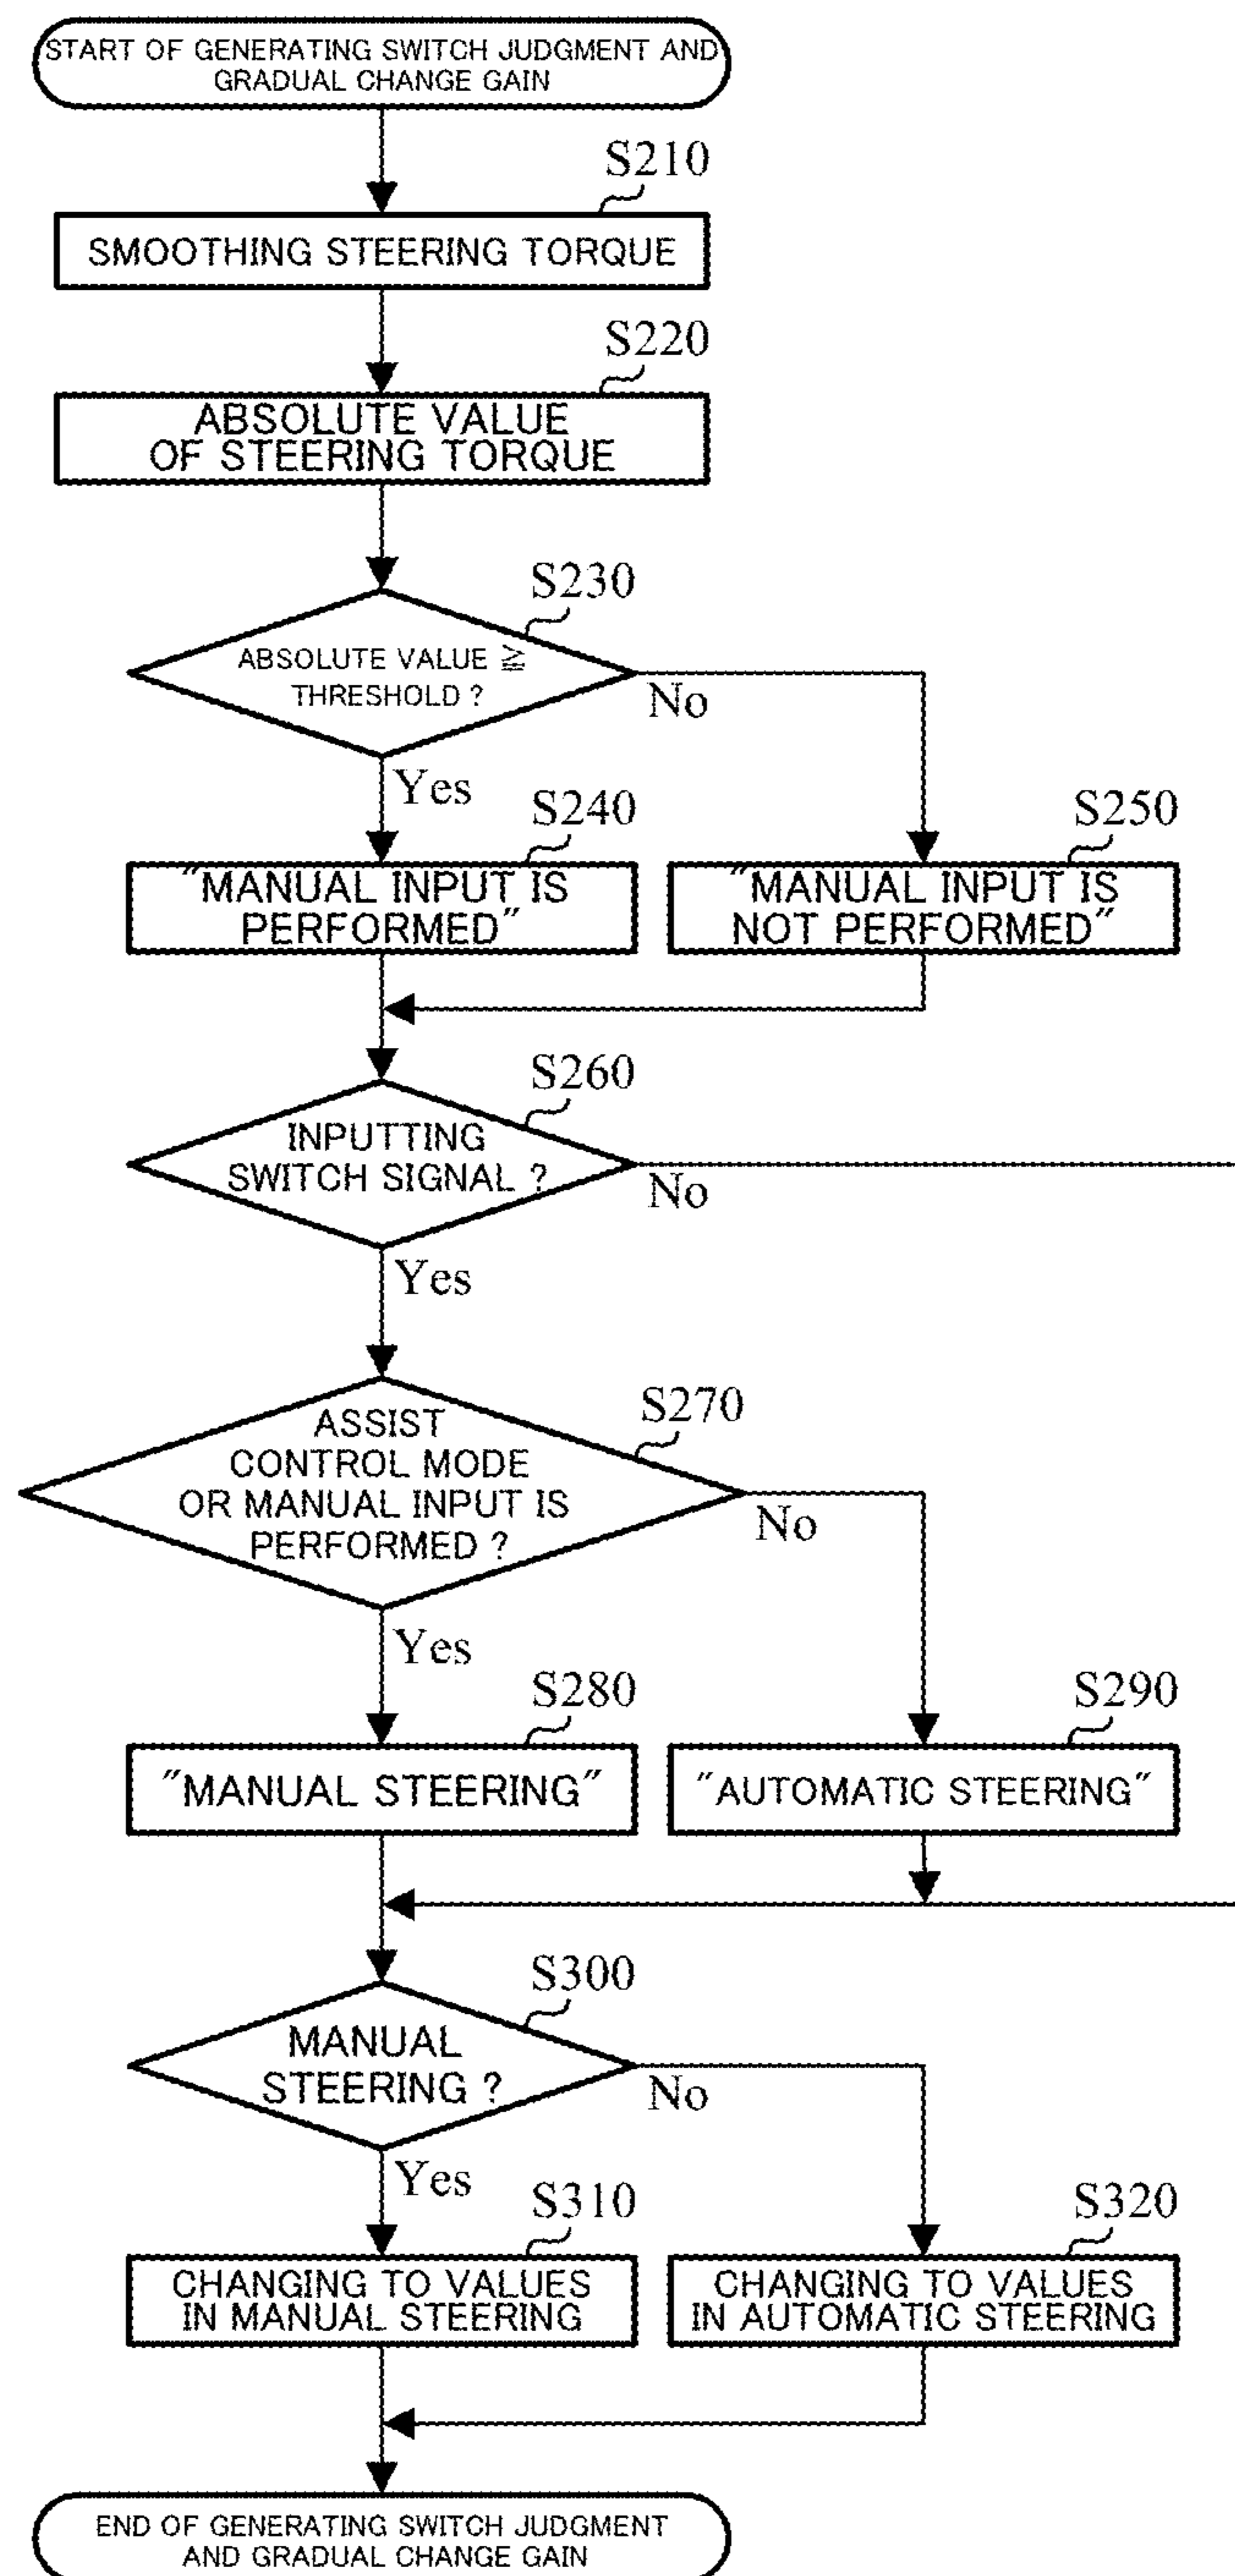 START OF GENERATING SWITCH JUDGMENT AND
GRADUAL CHANGE GAIN
S210
SMOOTHING STEERING TORQUE
S220
ABSOLUTE VALUE
OF STEERING TORQUE
S230
ABSOLUTE VALUE ≧
THRESHOLD ?
No
Yes
S240
S250
"MANUAL INPUT IS
PERFORMED"
"MANUAL INPUT IS
NOT PERFORMED"
S260
INPUTTING
SWITCH SIGNAL ?
No
Yes
S270
ASSIST
CONTROL MODE
OR MANUAL INPUT IS
PERFORMED ?
No
Yes
S280
S290
"MANUAL STEERING"
"AUTOMATIC STEERING"
S300
MANUAL
STEERING ?
No
Yes
S310
S320
CHANGING TO VALUES
IN MANUAL STEERING
CHANGING TO VALUES
IN AUTOMATIC STEERING
END OF GENERATING SWITCH JUDGMENT
AND GRADUAL CHANGE GAIN